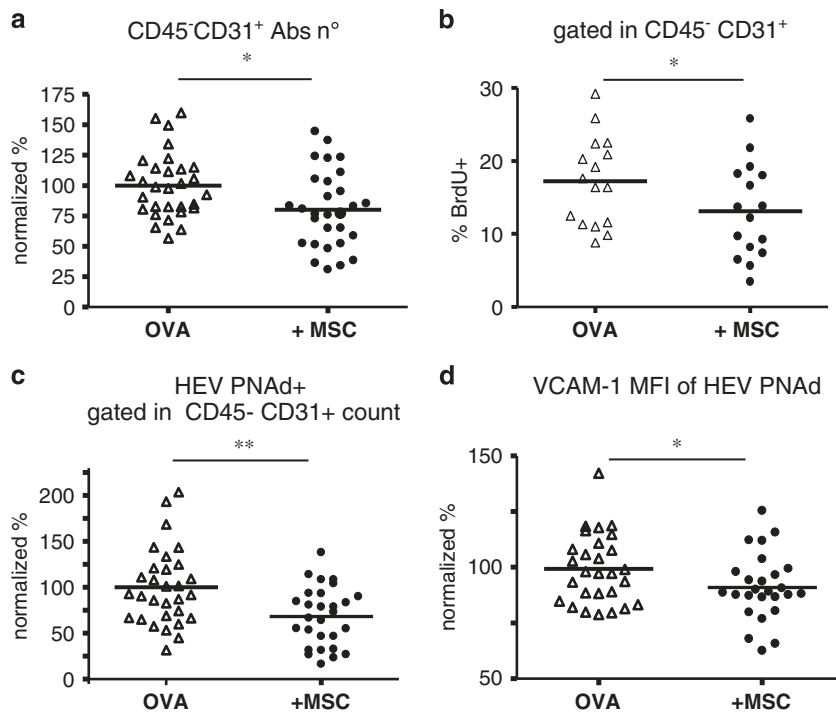 a
CD45⁻CD31⁺ Abs n°
*
normalized %
175
150
125
100
75
50
25
0
OVA
+ MSC
b
gated in CD45⁻ CD31⁺
*
% BrdU+
30
20
10
0
OVA
+ MSC
c
HEV PNAd+
gated in CD45- CD31+ count
**
normalized %
200
150
100
50
0
OVA
+MSC
d
VCAM-1 MFI of HEV PNAd
*
normalized %
150
100
50
OVA
+MSC